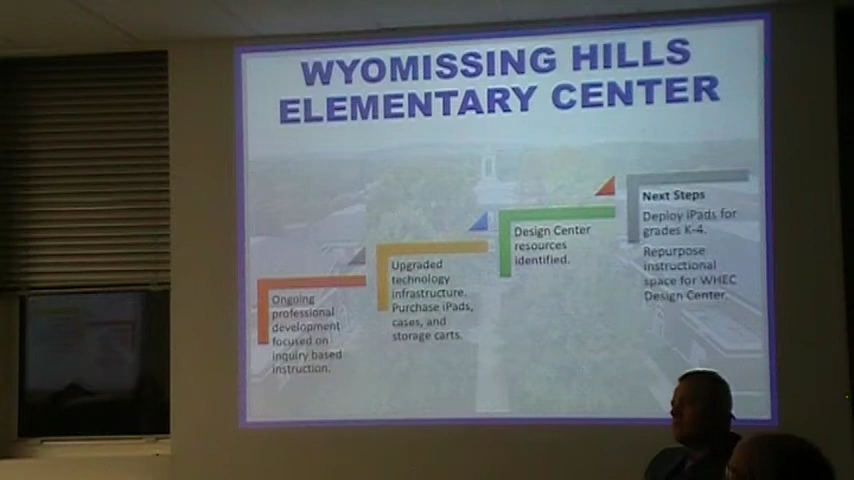 WYOMISSING HILLS
ELEMENTARY CENTER
Ongoing
professional
development
focused on
inquiry based
instruction.
Upgraded
technology
infrastructure.
Purchase iPads,
cases, and
storage carts.
Design Center
resources
identified.
Next Steps
Deploy iPads for
grades K-4.
Repurpose
instructional
space for WHEC
Design Center.